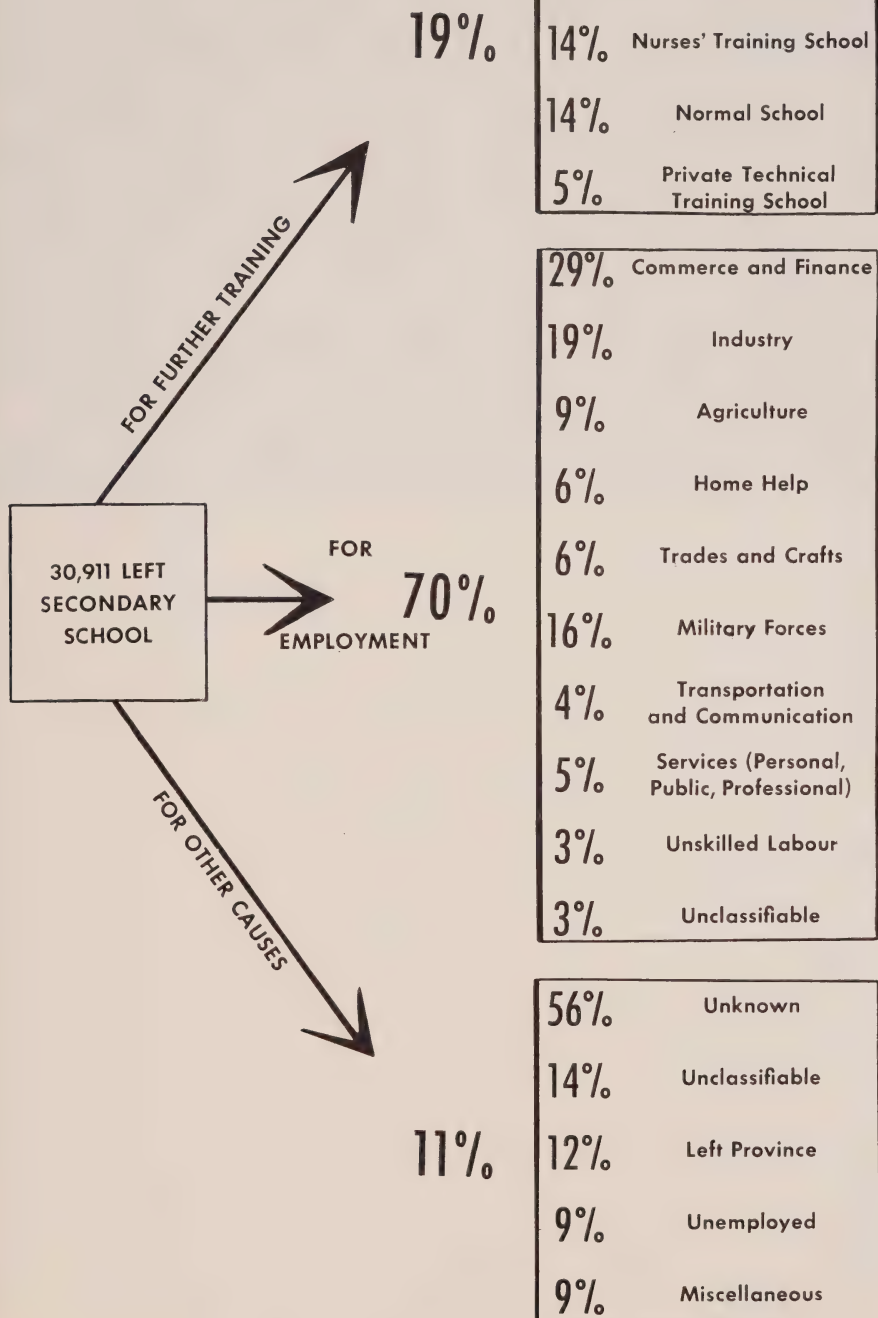 19%
14% Nurses' Training School
14% Normal School
5% Private Technical
Training School
FOR FURTHER TRAINING
29% Commerce and Finance
19% Industry
9% Agriculture
6% Home Help
6% Trades and Crafts
16% Military Forces
4% Transportation
and Communication
5% Services (Personal,
Public, Professional)
3% Unskilled Labour
3% Unclassifiable
30,911 LEFT
SECONDARY
SCHOOL
FOR
70%
EMPLOYMENT
FOR OTHER CAUSES
11%
56% Unknown
14% Unclassifiable
12% Left Province
9% Unemployed
9% Miscellaneous